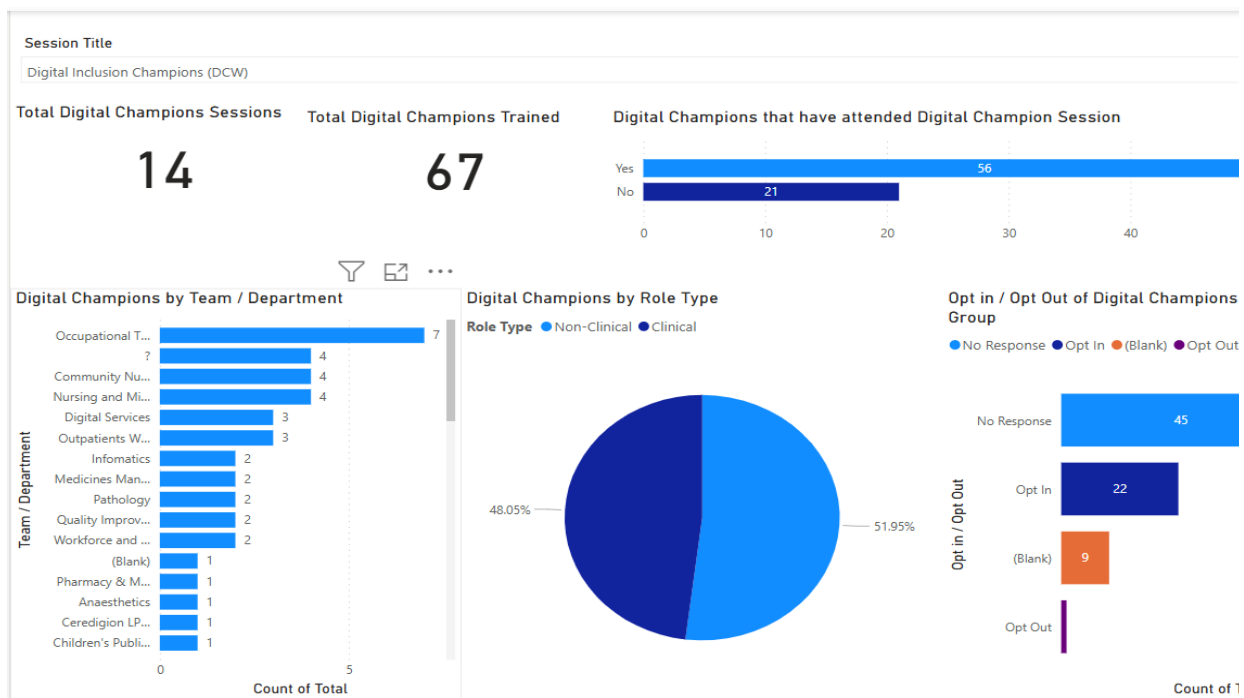 Session Title
Digital Inclusion Champions (DCW)
Total Digital Champions Sessions
14
Total Digital Champions Trained
67
Digital Champions that have attended Digital Champion Session
Yes 56
No 21
0 10 20 30 40
Digital Champions by Team / Department
Team / Department
Occupational T... 7
? 4
Community Nu... 4
Nursing and Mi... 4
Digital Services 3
Outpatients W... 3
Infomatics 2
Medicines Man... 2
Pathology 2
Quality Improv... 2
Workforce and ... 2
(Blank) 1
Pharmacy & M... 1
Anaesthetics 1
Ceredigion LP... 1
Children's Publi... 1
0 5
Count of Total
Digital Champions by Role Type
Role Type Non-Clinical Clinical
48.05%
51.95%
Opt in / Opt Out of Digital Champions
Group
No Response Opt In (Blank) Opt Out
Opt in / Opt Out
No Response 45
Opt In 22
(Blank) 9
Opt Out
Count of